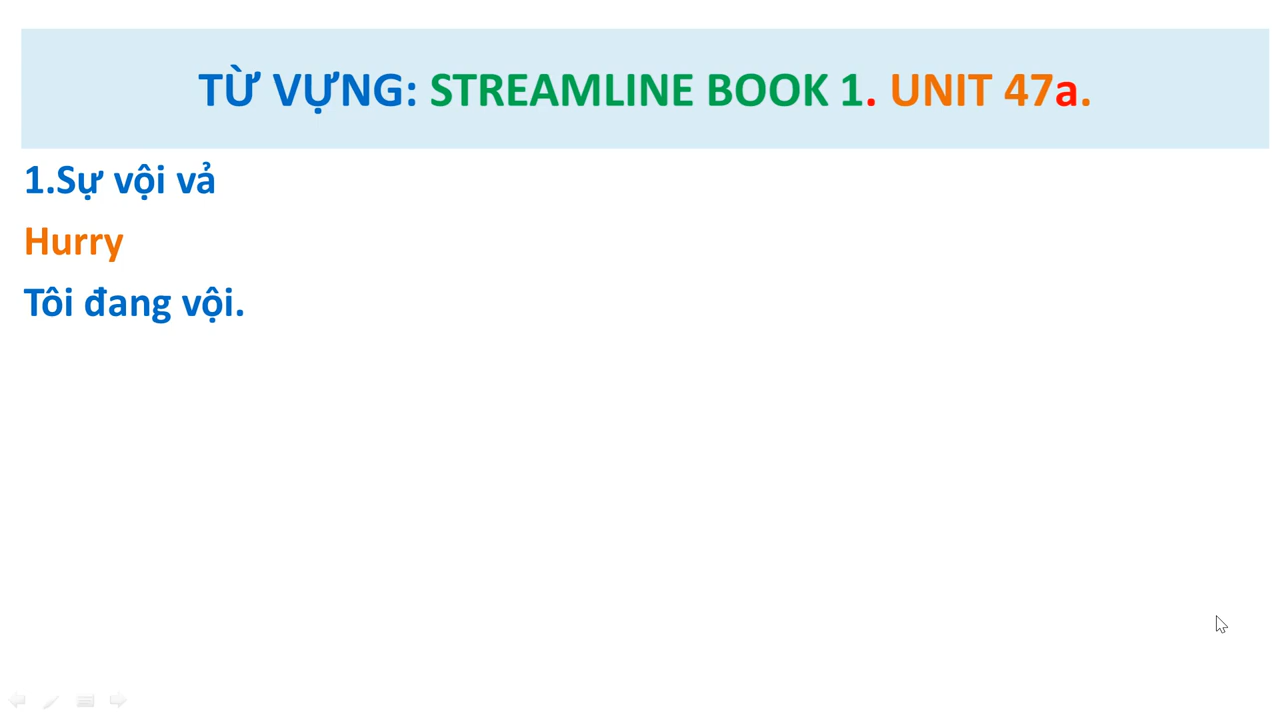 TỪ VỰNG: STREAMLINE BOOK 1. UNIT 47a.
1.Sự vội vả
Hurry
Tôi đang vội.